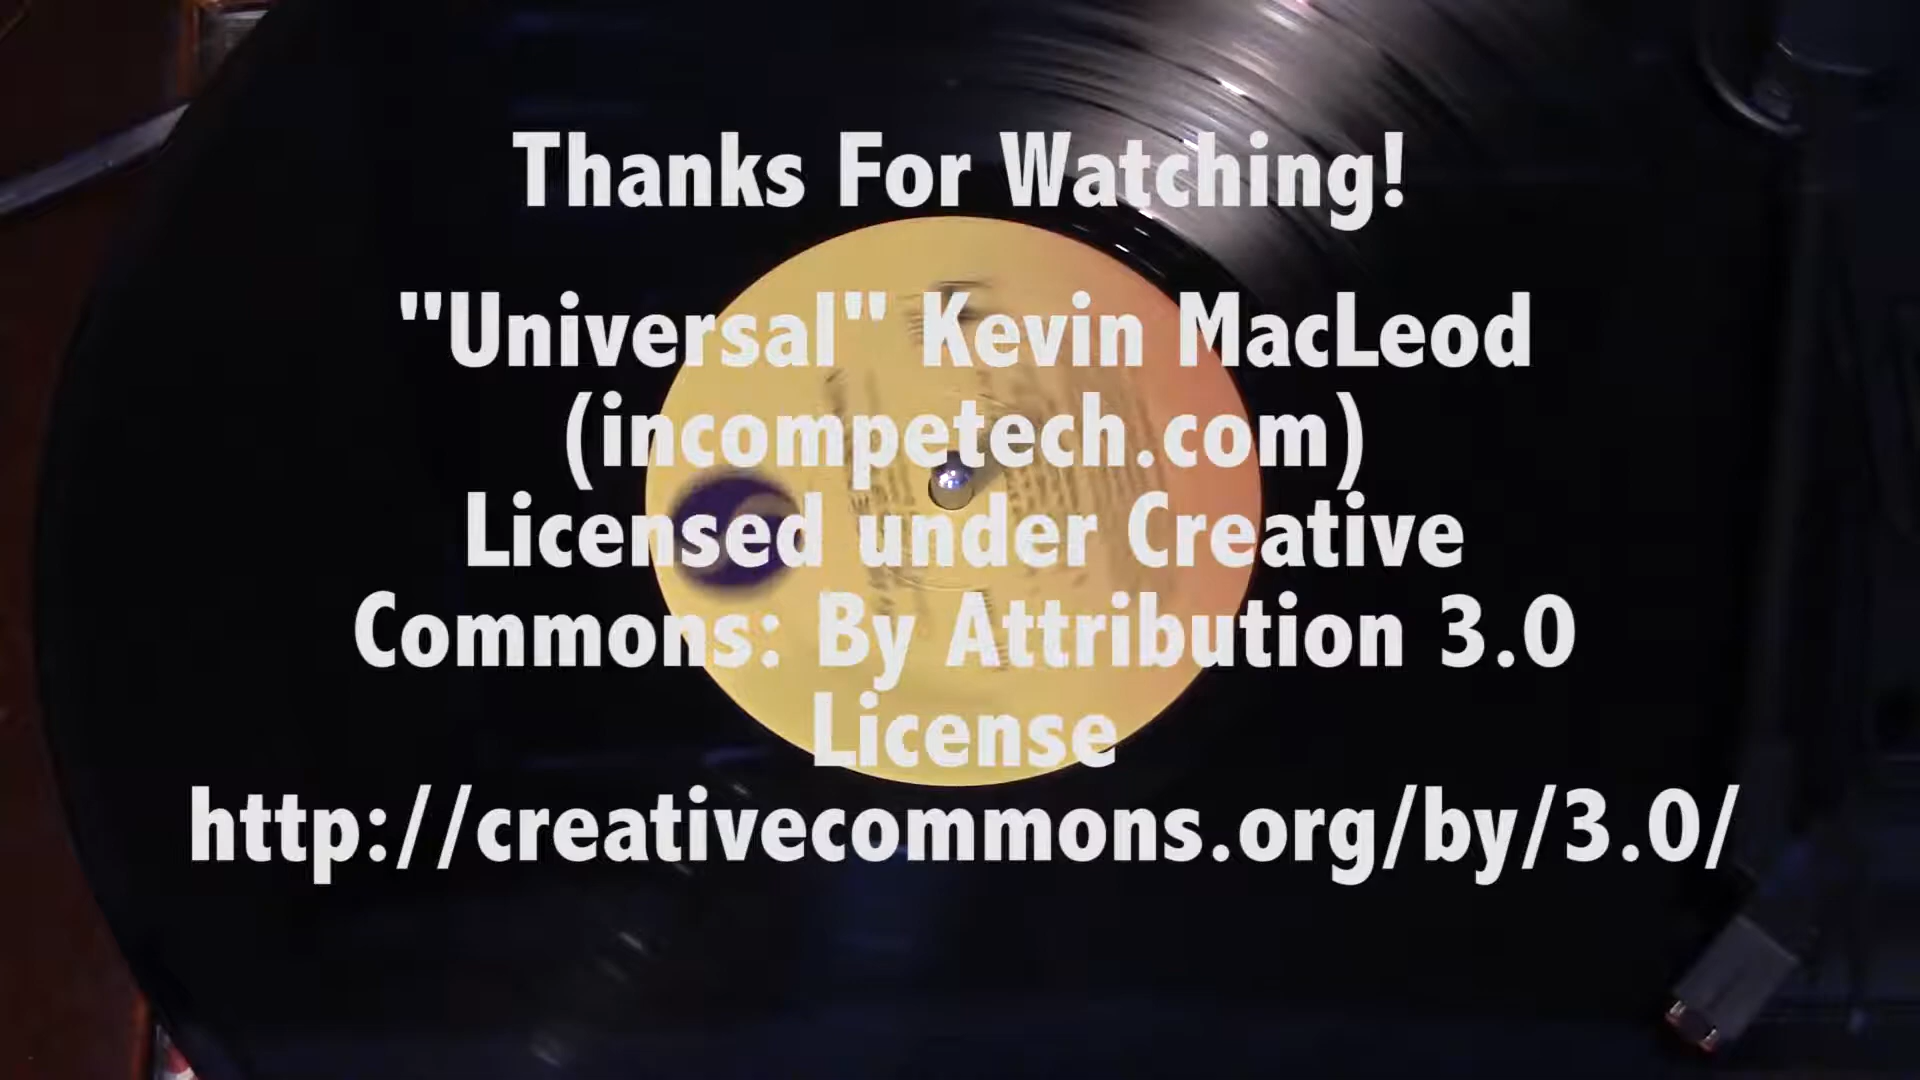 Thanks For Watching!
"Universal" Kevin MacLeod
(incompetech.com)
Licensed under Creative
Commons: By Attribution 3.0
License
http://creativecommons.org/by/3.0/